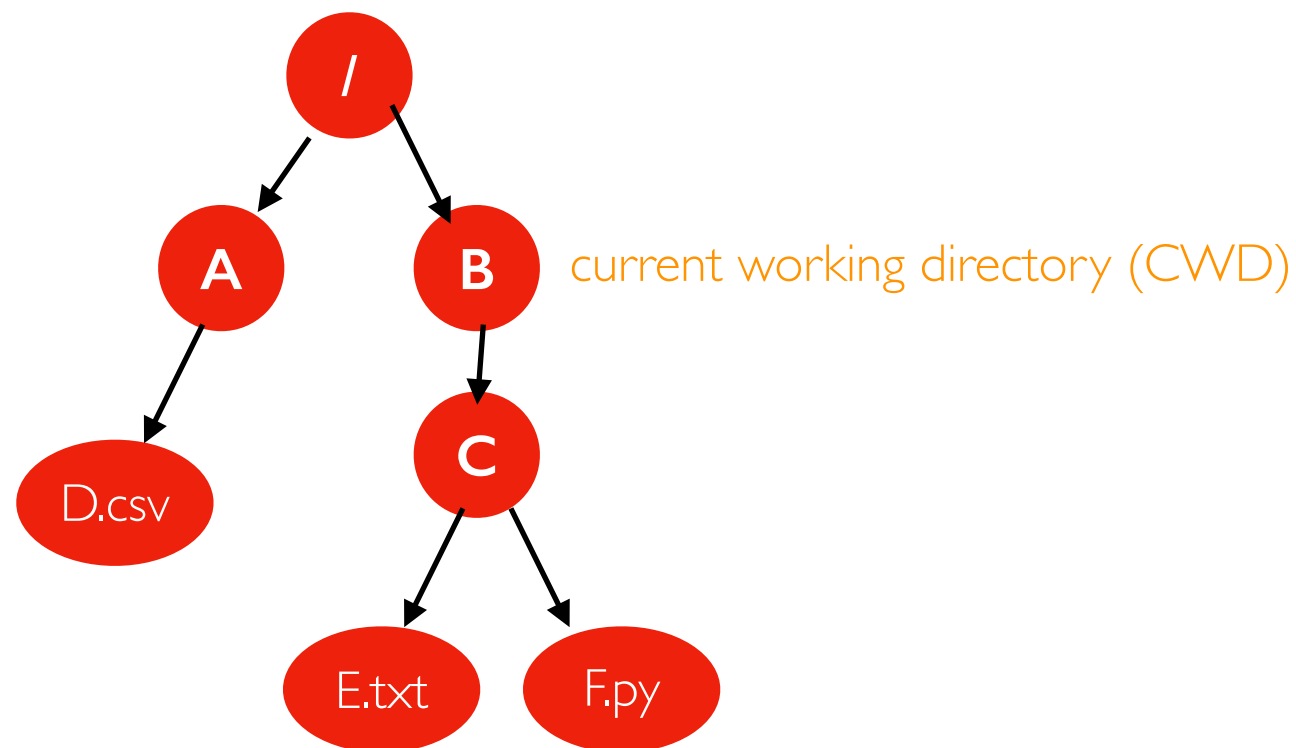 /
A
B
current working directory (CWD)
C
D.csv
E.txt
F.py